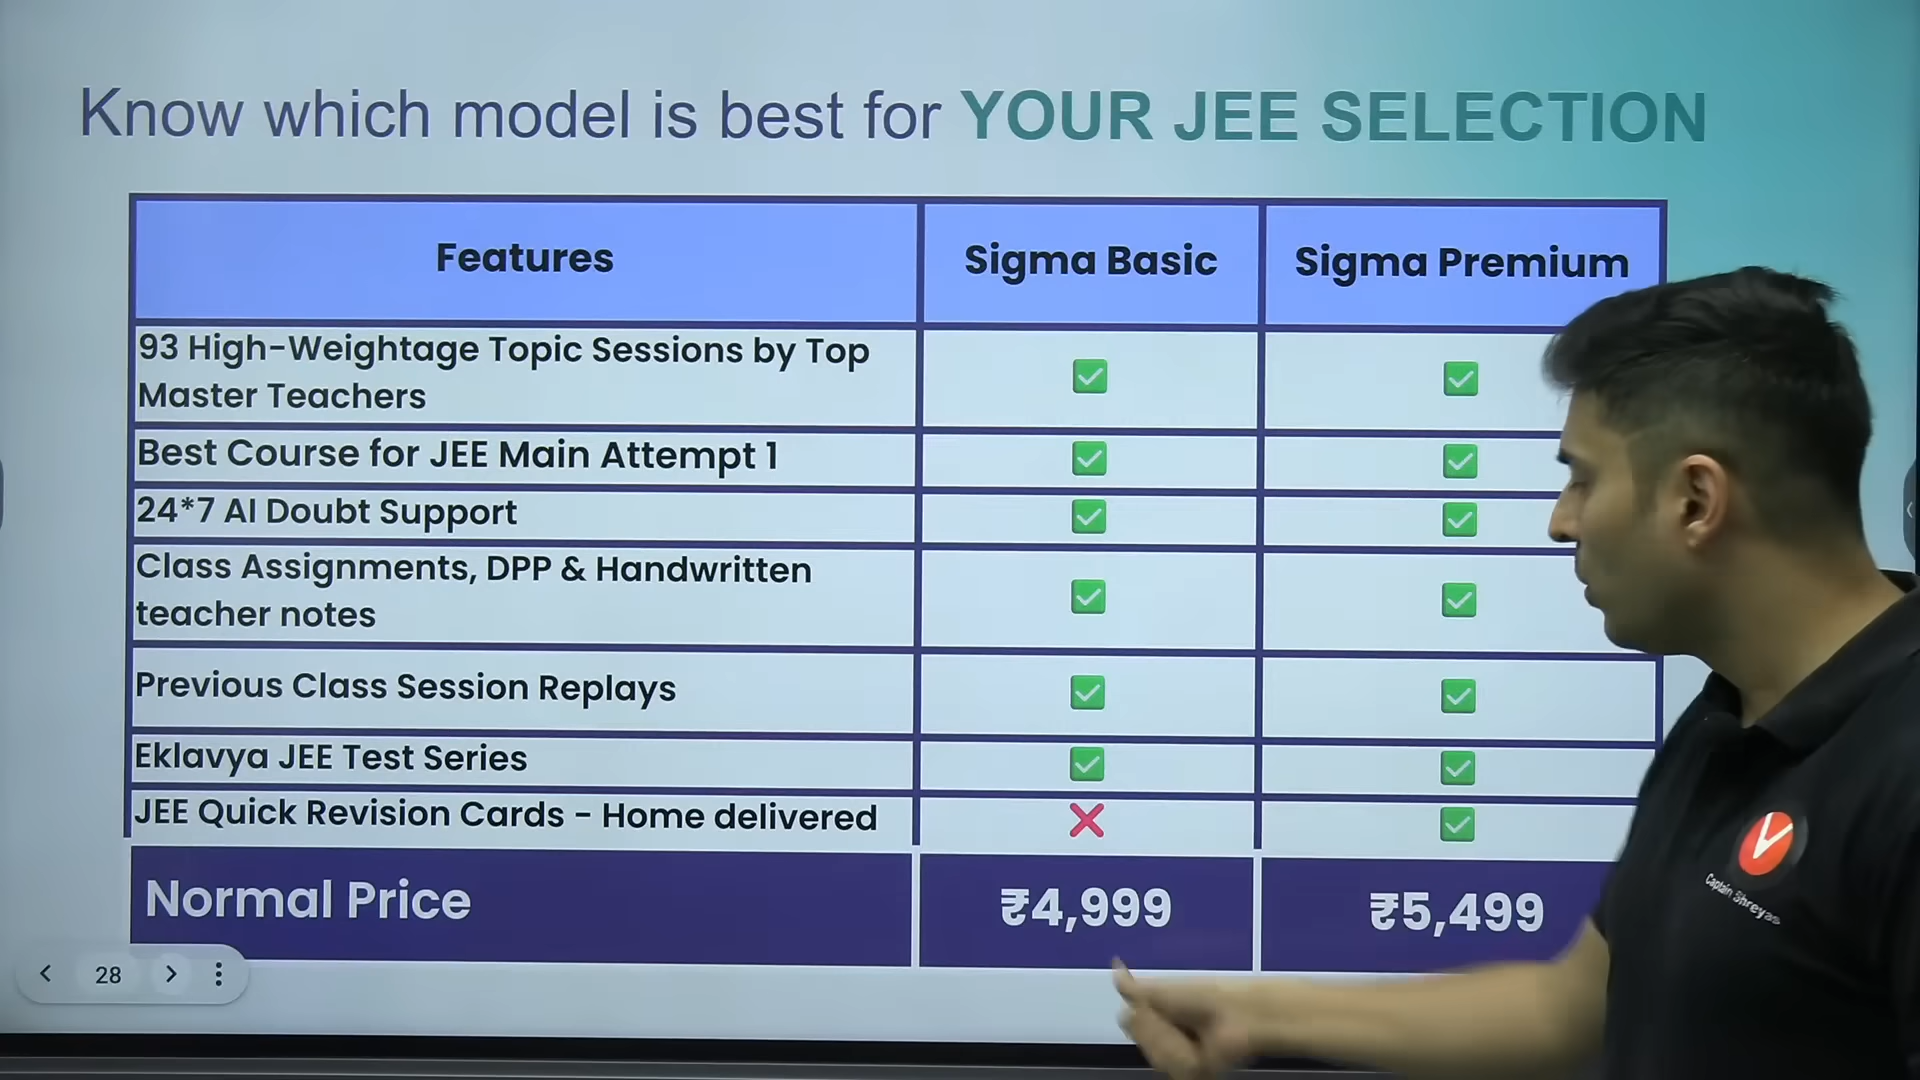 Know which model is best for YOUR JEE SELECTION
Features
Sigma Basic
Sigma Premium
93 High-Weightage Topic Sessions by Top
Master Teachers
Best Course for JEE Main Attempt 1
24*7 AI Doubt Support
Class Assignments, DPP & Handwritten
teacher notes
Previous Class Session Replays
Eklavya JEE Test Series
JEE Quick Revision Cards - Home delivered
Normal Price
₹4,999
₹5,499
28
Captain Shreyas